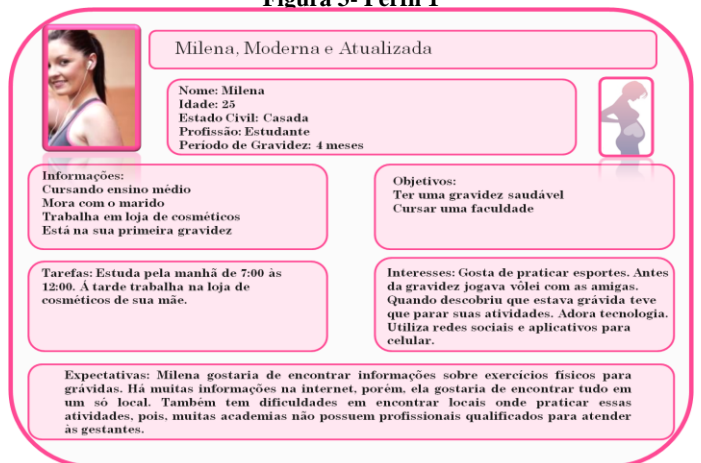 Figura 3- Perfil 1
Milena, Moderna e Atualizada
Nome: Milena
Idade: 25
Estado Civil: Casada
Profissão: Estudante
Período de Gravidez: 4 meses
Informações:
Cursando ensino médio
Mora com o marido
Trabalha em loja de cosméticos
Está na sua primeira gravidez
Objetivos:
Ter uma gravidez saudável
Cursar uma faculdade
Tarefas: Estuda pela manhã de 7:00 às
12:00. Á tarde trabalha na loja de
cosméticos de sua mãe.
Interesses: Gosta de praticar esportes. Antes
da gravidez jogava vôlei com as amigas.
Quando descobriu que estava grávida teve
que parar suas atividades. Adora tecnologia.
Utiliza redes sociais e aplicativos para
celular.
Expectativas: Milena gostaria de encontrar informações sobre exercícios físicos para
grávidas. Há muitas informações na internet, porém, ela gostaria de encontrar tudo em
um só local. Também tem dificuldades em encontrar locais onde praticar essas
atividades, pois, muitas academias não possuem profissionais qualificados para atender
às gestantes.